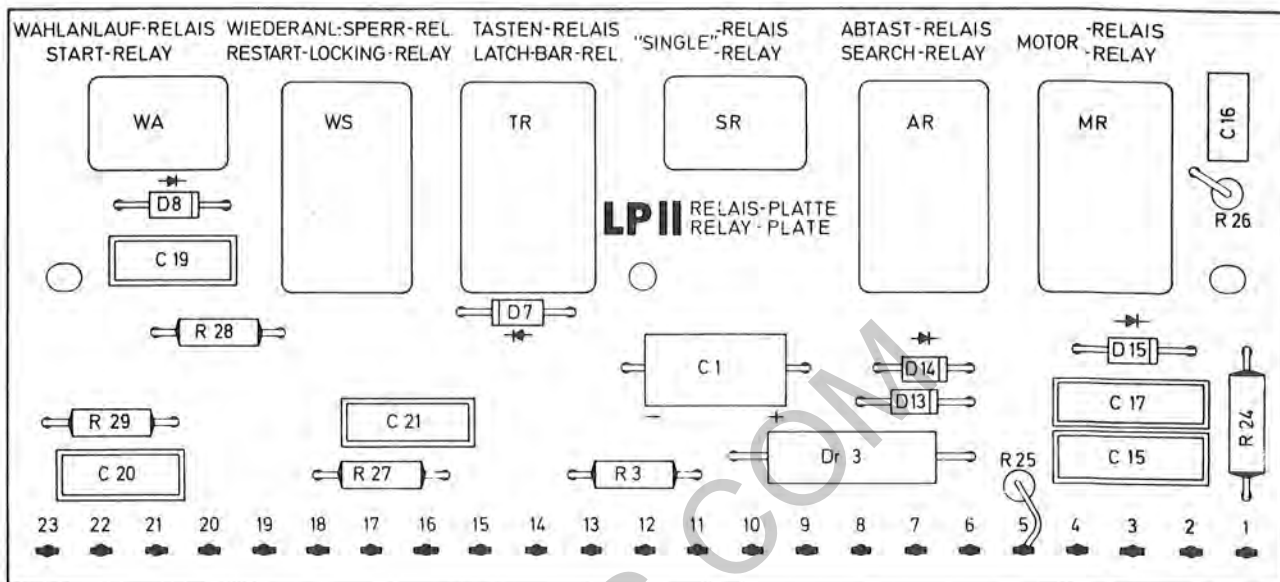 WAHLANLAUF-RELAIS WIEDERANL-SPERR-REL. TASTEN-RELAIS "SINGLE"-RELAIS ABTAST-RELAIS MOTOR-RELAIS
START-RELAY RESTART-LOCKING-RELAY LATCH-BAR-REL. -RELAY SEARCH-RELAY -RELAY
WA WS TR SR AR MR C16
D8
LP II RELAIS-PLATTE
RELAY-PLATE
R26
C 19
D7
R 28
C 1
D14
D15
D13
C 17
R 29
C 21
R 24
C 20
R 27
R 3
Dr 3
R 25
C 15
- +
23 22 21 20 19 18 17 16 15 14 13 12 11 10 9 8 7 6 5 4 3 2 1
COM